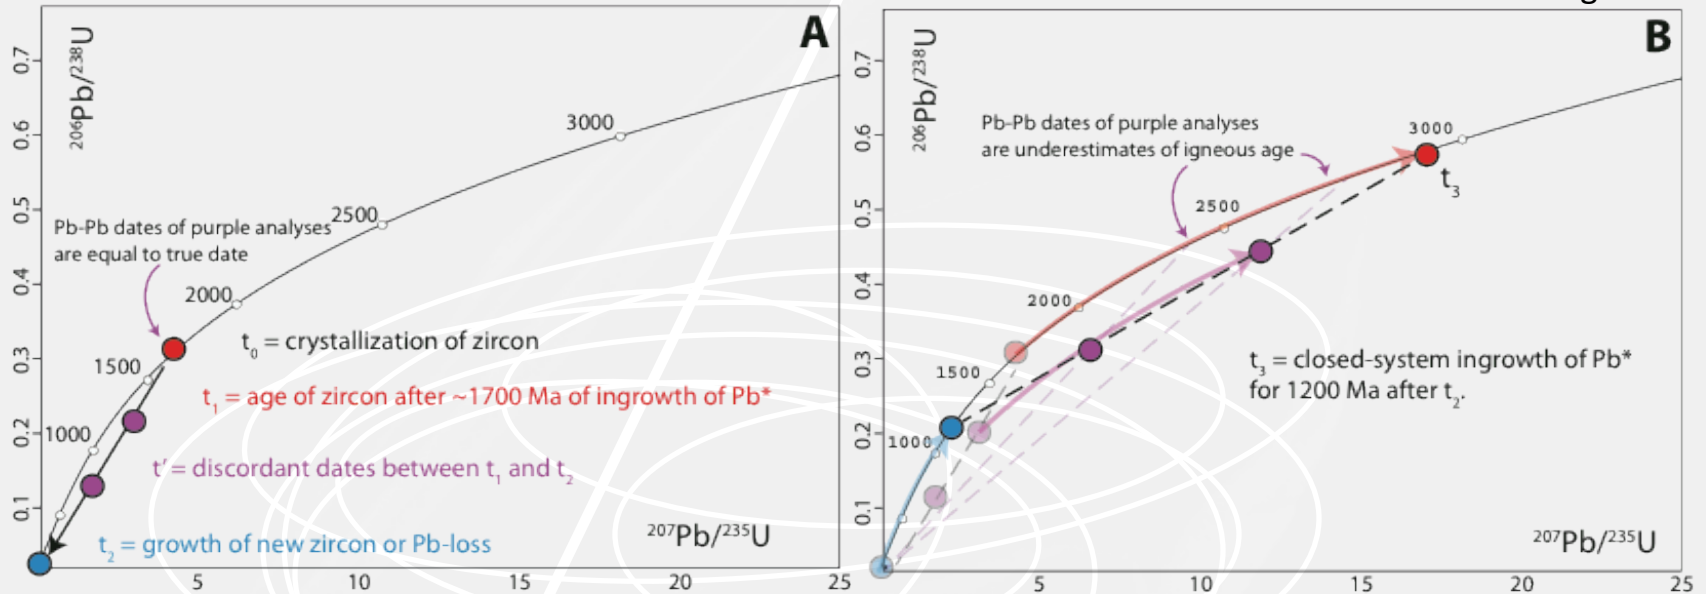 A
²⁰⁶Pb/²³⁸U
0.7
0.6
0.5
0.4
0.3
0.2
0.1
3000
2500
2000
1500
1000
Pb-Pb dates of purple analyses
are equal to true date
t₀ = crystallization of zircon
t₁ = age of zircon after ~1700 Ma of ingrowth of Pb*
t' = discordant dates between t₁ and t₂
t₂ = growth of new zircon or Pb-loss
²⁰⁷Pb/²³⁵U
5 10 15 20 25
B
²⁰⁶Pb/²³⁸U
0.7
0.6
0.5
0.4
0.3
0.2
0.1
Pb-Pb dates of purple analyses
are underestimates of igneous age
3000
t₃
2500
2000
1500
1000
t₃ = closed-system ingrowth of Pb*
for 1200 Ma after t₂.
²⁰⁷Pb/²³⁵U
5 10 15 20 25